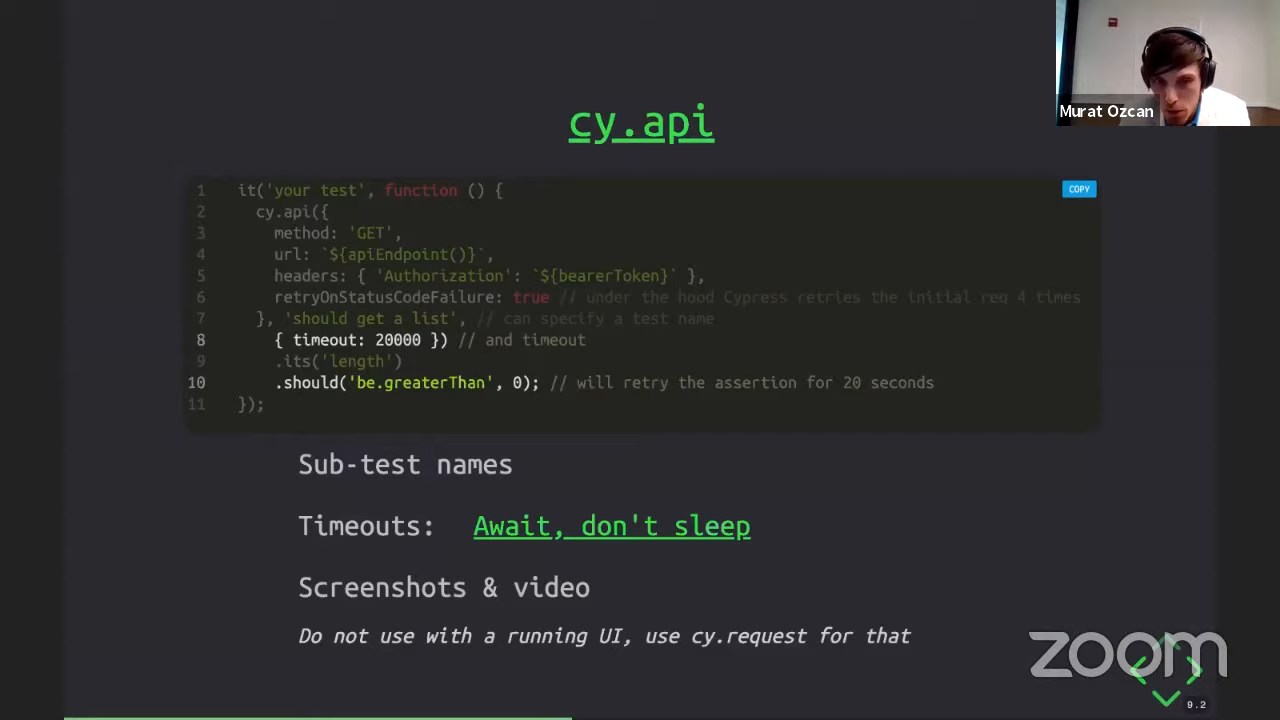 Murat Ozcan
cy.api
COPY
1 it('your test', function () {
2 cy.api({
3 method: 'GET',
4 url: `${apiEndpoint()}`,
5 headers: { 'Authorization': `${bearerToken}` },
6 retryOnStatusCodeFailure: true // under the hood Cypress retries the initial req 4 times
7 }, 'should get a list', // can specify a test name
8 { timeout: 20000 }) // and timeout
9 .its('length')
10 .should('be.greaterThan', 0); // will retry the assertion for 20 seconds
11 });
Sub-test names
Timeouts: Await, don't sleep
Screenshots & video
Do not use with a running UI, use cy.request for that
zoom
9.2